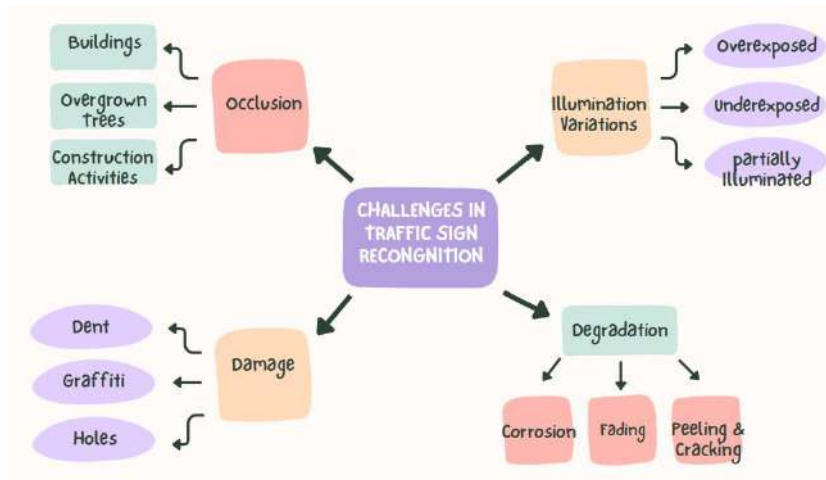 Buildings
Overgrown
Trees
Construction
Activities
Occlusion
Illumination
Variations
Overexposed
Underexposed
partially
Illuminated
CHALLENGES IN
TRAFFIC SIGN
RECONGNITION
Dent
Graffiti
Holes
Damage
Degradation
Corrosion
Fading
Peeling &
Cracking